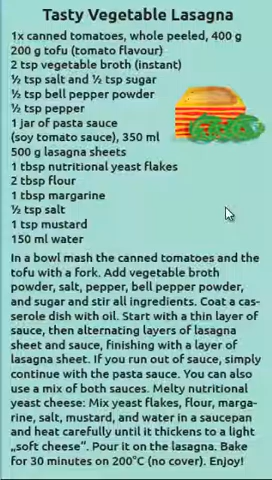 Tasty Vegetable Lasagna
1x canned tomatoes, whole peeled, 400 g
200 g tofu (tomato flavour)
2 tsp vegetable broth (instant)
½ tsp salt and ½ tsp sugar
½ tsp bell pepper powder
½ tsp pepper
1 jar of pasta sauce
(soy tomato sauce), 350 ml
500 g lasagna sheets
1 tbsp nutritional yeast flakes
2 tbsp flour
1 tbsp margarine
½ tsp salt
1 tsp mustard
150 ml water
In a bowl mash the canned tomatoes and the
tofu with a fork. Add vegetable broth
powder, salt, pepper, bell pepper powder,
and sugar and stir all ingredients. Coat a cas-
serole dish with oil. Start with a thin layer of
sauce, then alternating layers of lasagna
sheet and sauce, finishing with a layer of
lasagna sheet. If you run out of sauce, simply
continue with the pasta sauce. You can also
use a mix of both sauces. Melty nutritional
yeast cheese: Mix yeast flakes, flour, marga-
rine, salt, mustard, and water in a saucepan
and heat carefully until it thickens to a light
„soft cheese”. Pour it on the lasagna. Bake
for 30 minutes on 200°C (no cover). Enjoy!